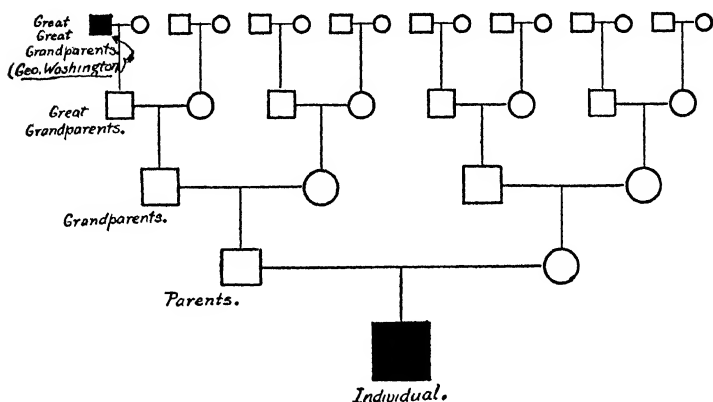 Great
Great
Grandparents.
(Geo. Washington)
Great
Grandparents.
Grandparents.
Parents.
Individual.